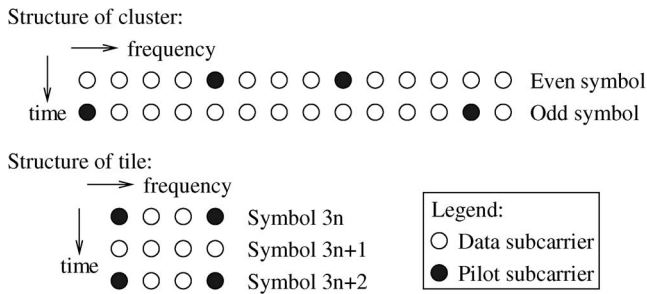 Structure of cluster:
frequency
Even symbol
time
Odd symbol
Structure of tile:
frequency
Symbol 3n
Symbol 3n+1
time
Symbol 3n+2
Legend:
Data subcarrier
Pilot subcarrier